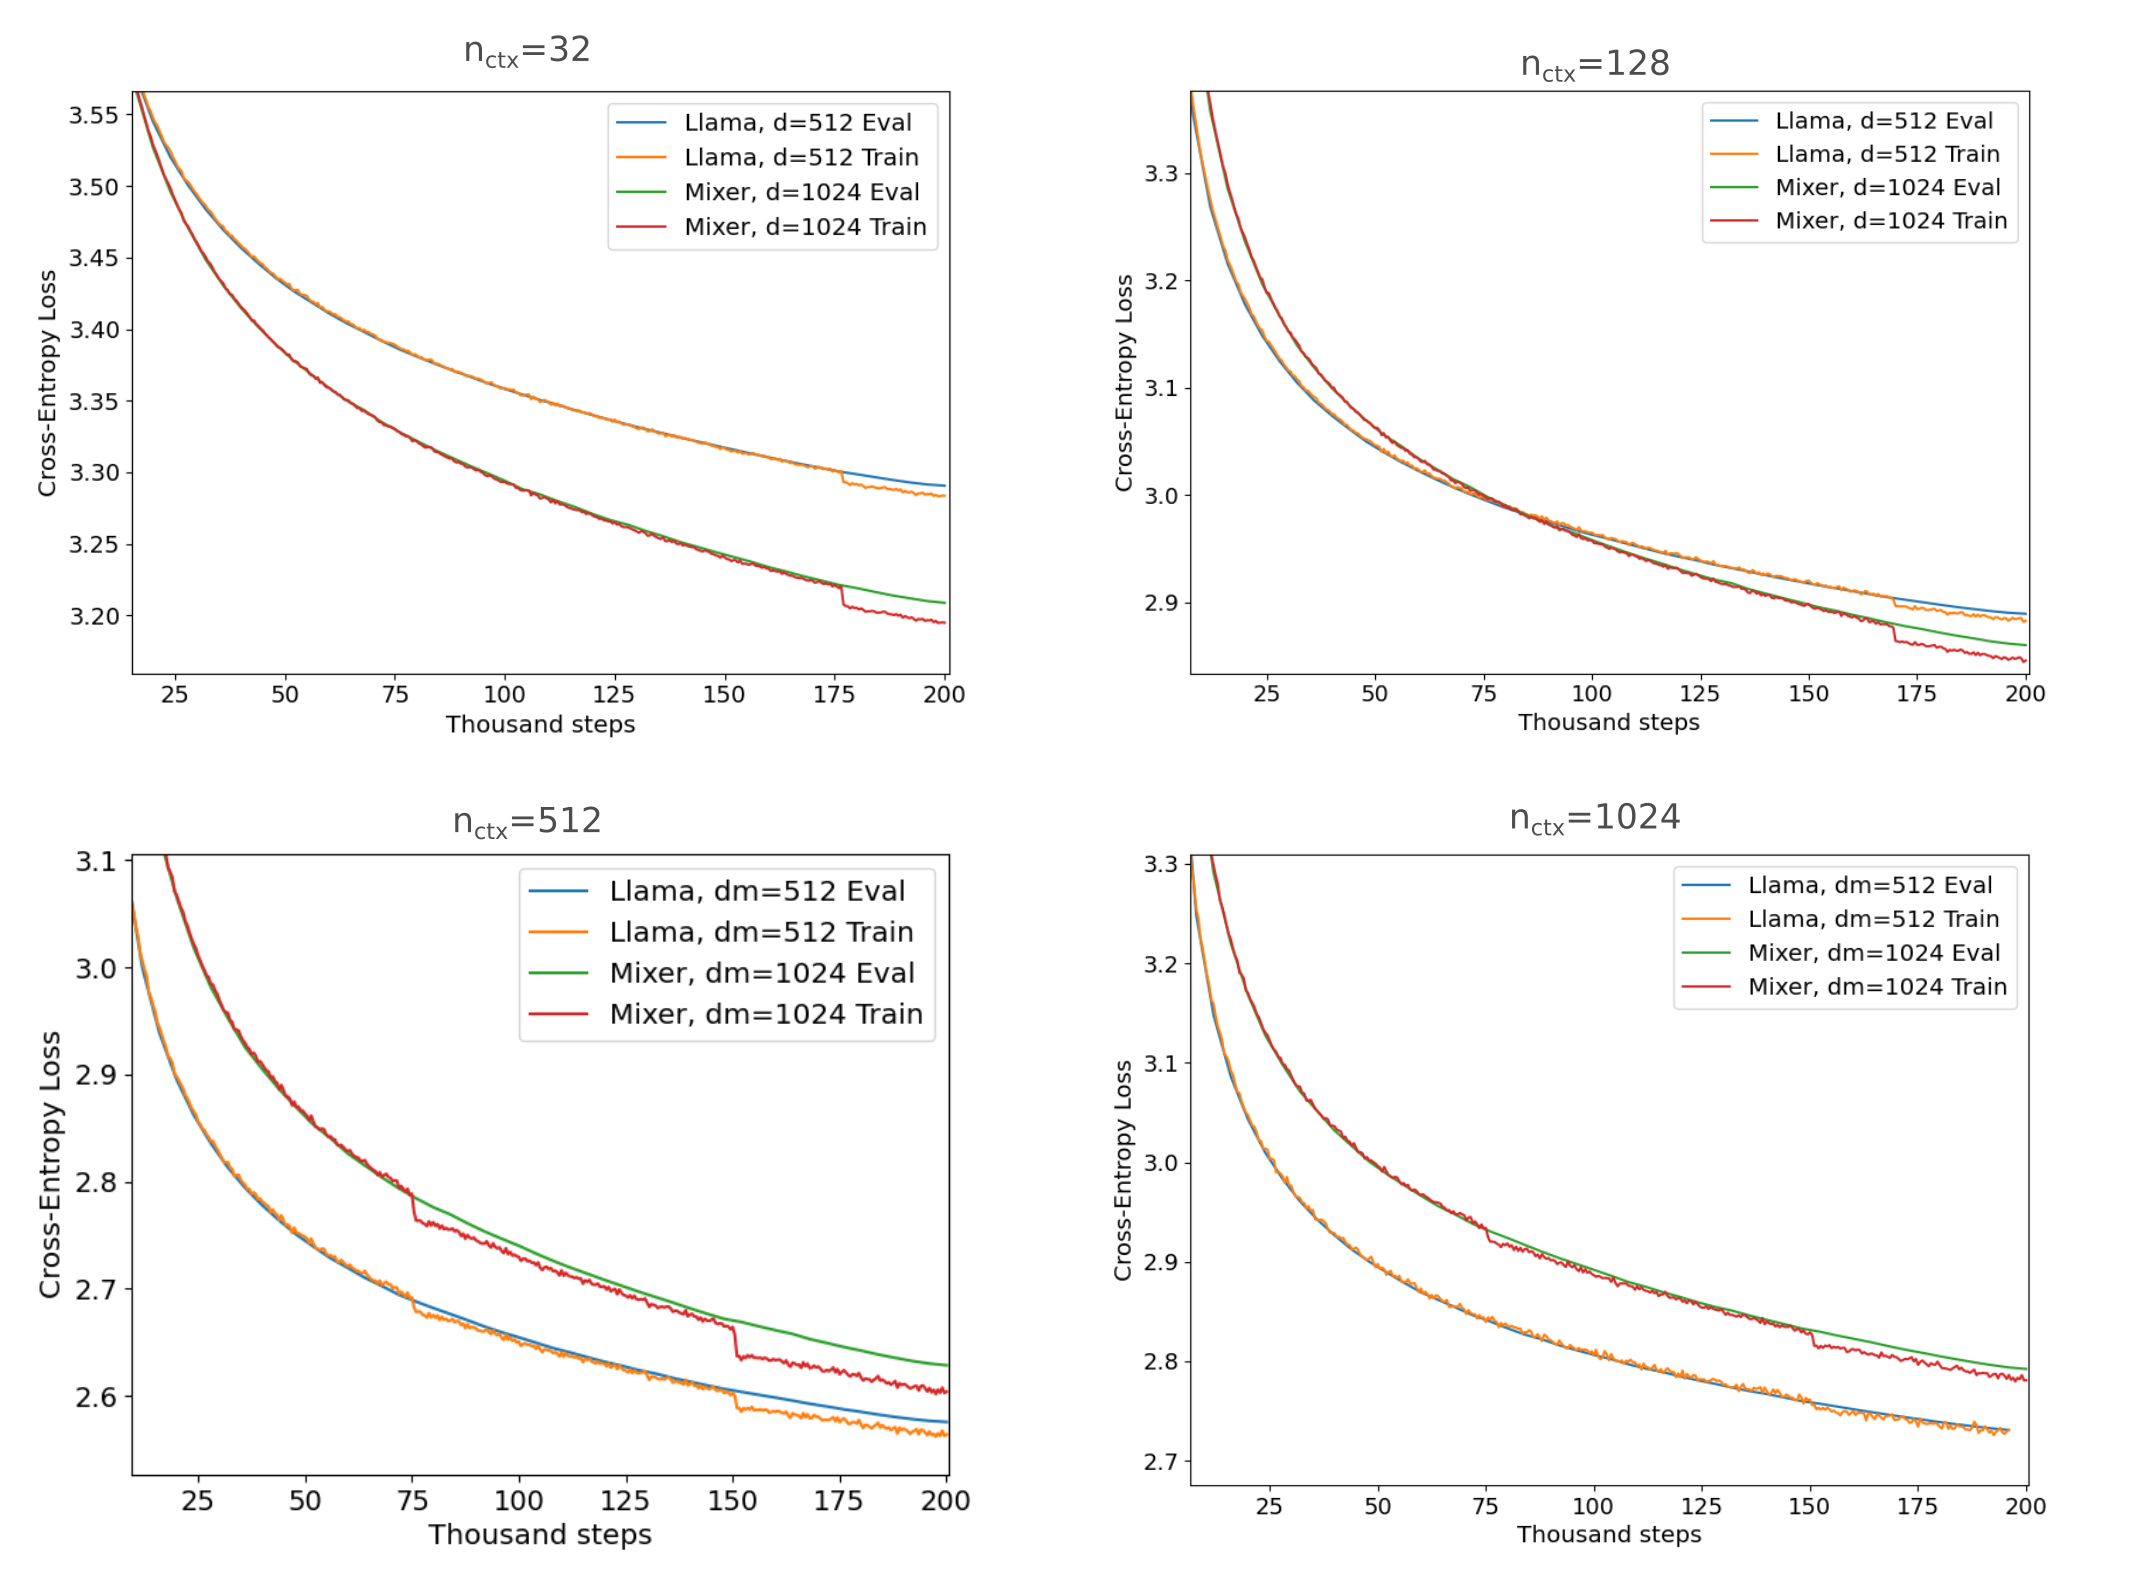 n_ctx=32
3.55
3.50
3.45
3.40
3.35
3.30
3.25
3.20
Cross-Entropy Loss
Llama, d=512 Eval
Llama, d=512 Train
Mixer, d=1024 Eval
Mixer, d=1024 Train
25 50 75 100 125 150 175 200
Thousand steps
n_ctx=128
3.3
3.2
3.1
3.0
2.9
Cross-Entropy Loss
Llama, d=512 Eval
Llama, d=512 Train
Mixer, d=1024 Eval
Mixer, d=1024 Train
25 50 75 100 125 150 175 200
Thousand steps
n_ctx=512
3.1
3.0
2.9
2.8
2.7
2.6
Cross-Entropy Loss
Llama, dm=512 Eval
Llama, dm=512 Train
Mixer, dm=1024 Eval
Mixer, dm=1024 Train
25 50 75 100 125 150 175 200
Thousand steps
n_ctx=1024
3.3
3.2
3.1
3.0
2.9
2.8
2.7
Cross-Entropy Loss
Llama, dm=512 Eval
Llama, dm=512 Train
Mixer, dm=1024 Eval
Mixer, dm=1024 Train
25 50 75 100 125 150 175 200
Thousand steps